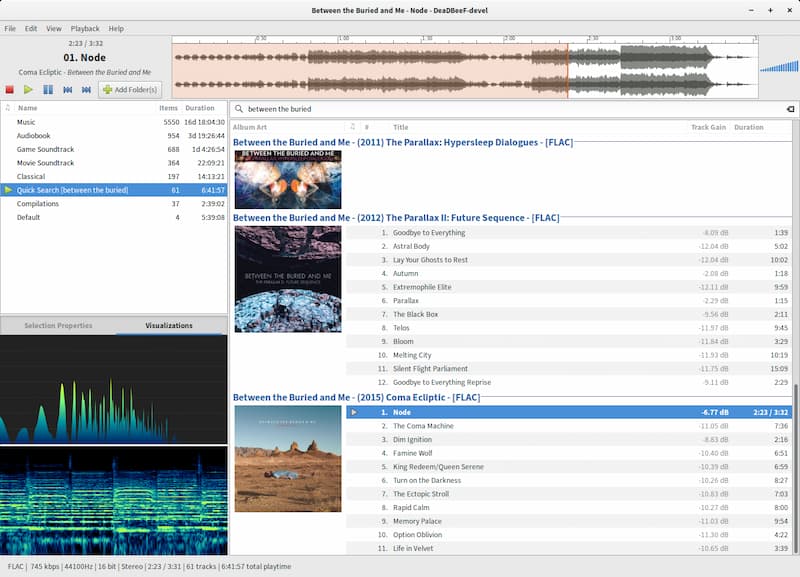 Between the Buried and Me - Node - DeaDBeeF-devel
File Edit View Playback Help
2:23 / 3:32
01. Node
Coma Ecliptic - Between the Buried and Me
Add Folder(s)
0:30 1:00 1:30 2:00 2:30 3:00
Name Items Duration
Music 5550 16d 18:04:30
Audiobook 954 3d 19:26:44
Game Soundtrack 688 1d 4:26:54
Movie Soundtrack 364 22:09:21
Classical 197 14:13:21
Quick Search [between the buried] 61 6:41:57
Compilations 37 2:39:02
Default 4 5:39:08
Selection Properties Visualizations
between the buried
Album Art # Title Track Gain Duration
Between the Buried and Me - (2011) The Parallax: Hypersleep Dialogues - [FLAC]
Between the Buried and Me - (2012) The Parallax II: Future Sequence - [FLAC]
BETWEEN THE BURIED AND ME
THE PARALLAX II: FUTURE SEQUENCE
1. Goodbye to Everything -8.09 dB 1:39
2. Astral Body -12.04 dB 5:02
3. Lay Your Ghosts to Rest -12.04 dB 10:02
4. Autumn -2.08 dB 1:18
5. Extremophile Elite -12.11 dB 9:59
6. Parallax -2.29 dB 1:15
7. The Black Box -9.56 dB 2:11
8. Telos -11.97 dB 9:45
9. Bloom -11.84 dB 3:29
10. Melting City -11.93 dB 10:19
11. Silent Flight Parliament -11.75 dB 15:09
12. Goodbye to Everything Reprise -9.11 dB 2:29
Between the Buried and Me - (2015) Coma Ecliptic - [FLAC]
1. Node -6.77 dB 2:23 / 3:32
2. The Coma Machine -11.05 dB 7:36
3. Dim Ignition -8.83 dB 2:16
4. Famine Wolf -10.40 dB 6:51
5. King Redeem/Queen Serene -10.39 dB 6:59
6. Turn on the Darkness -10.26 dB 8:27
7. The Ectopic Stroll -10.83 dB 7:03
8. Rapid Calm -10.27 dB 8:00
9. Memory Palace -11.03 dB 9:54
10. Option Oblivion -11.30 dB 4:22
11. Life in Velvet -10.65 dB 3:39
FLAC | 745 kbps | 44100Hz | 16 bit | Stereo | 2:23 / 3:31 | 61 tracks | 6:41:57 total playtime